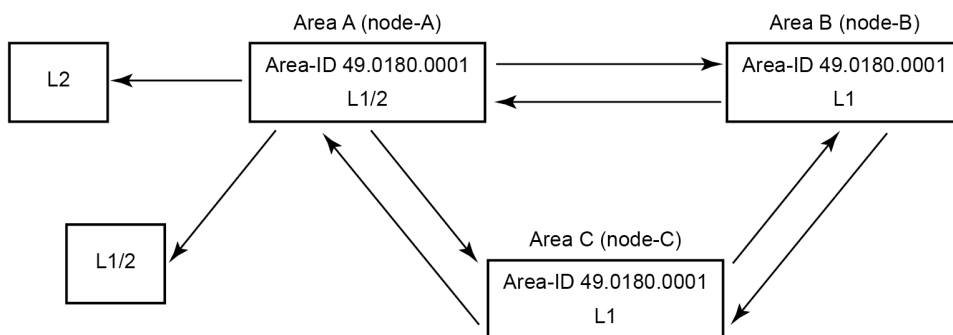 Area A (node-A)
Area B (node-B)
L2
Area-ID 49.0180.0001
L1/2
Area-ID 49.0180.0001
L1
L1/2
Area C (node-C)
Area-ID 49.0180.0001
L1